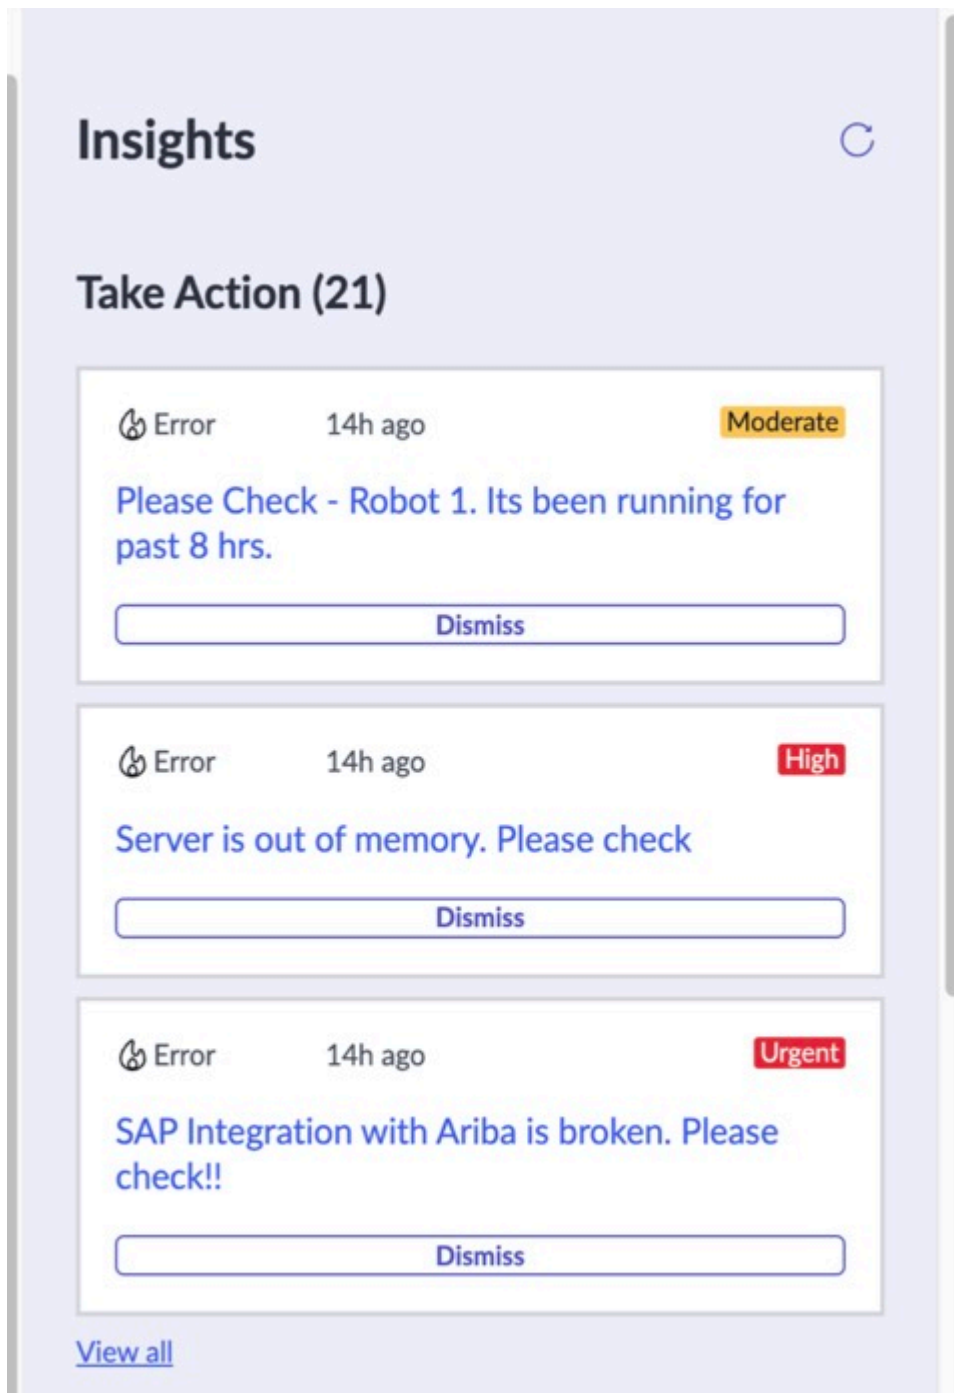 Insights
Take Action (21)
Error 14h ago Moderate
Please Check - Robot 1. Its been running for
past 8 hrs.
Dismiss
Error 14h ago High
Server is out of memory. Please check
Dismiss
Error 14h ago Urgent
SAP Integration with Ariba is broken. Please
check!!
Dismiss
View all